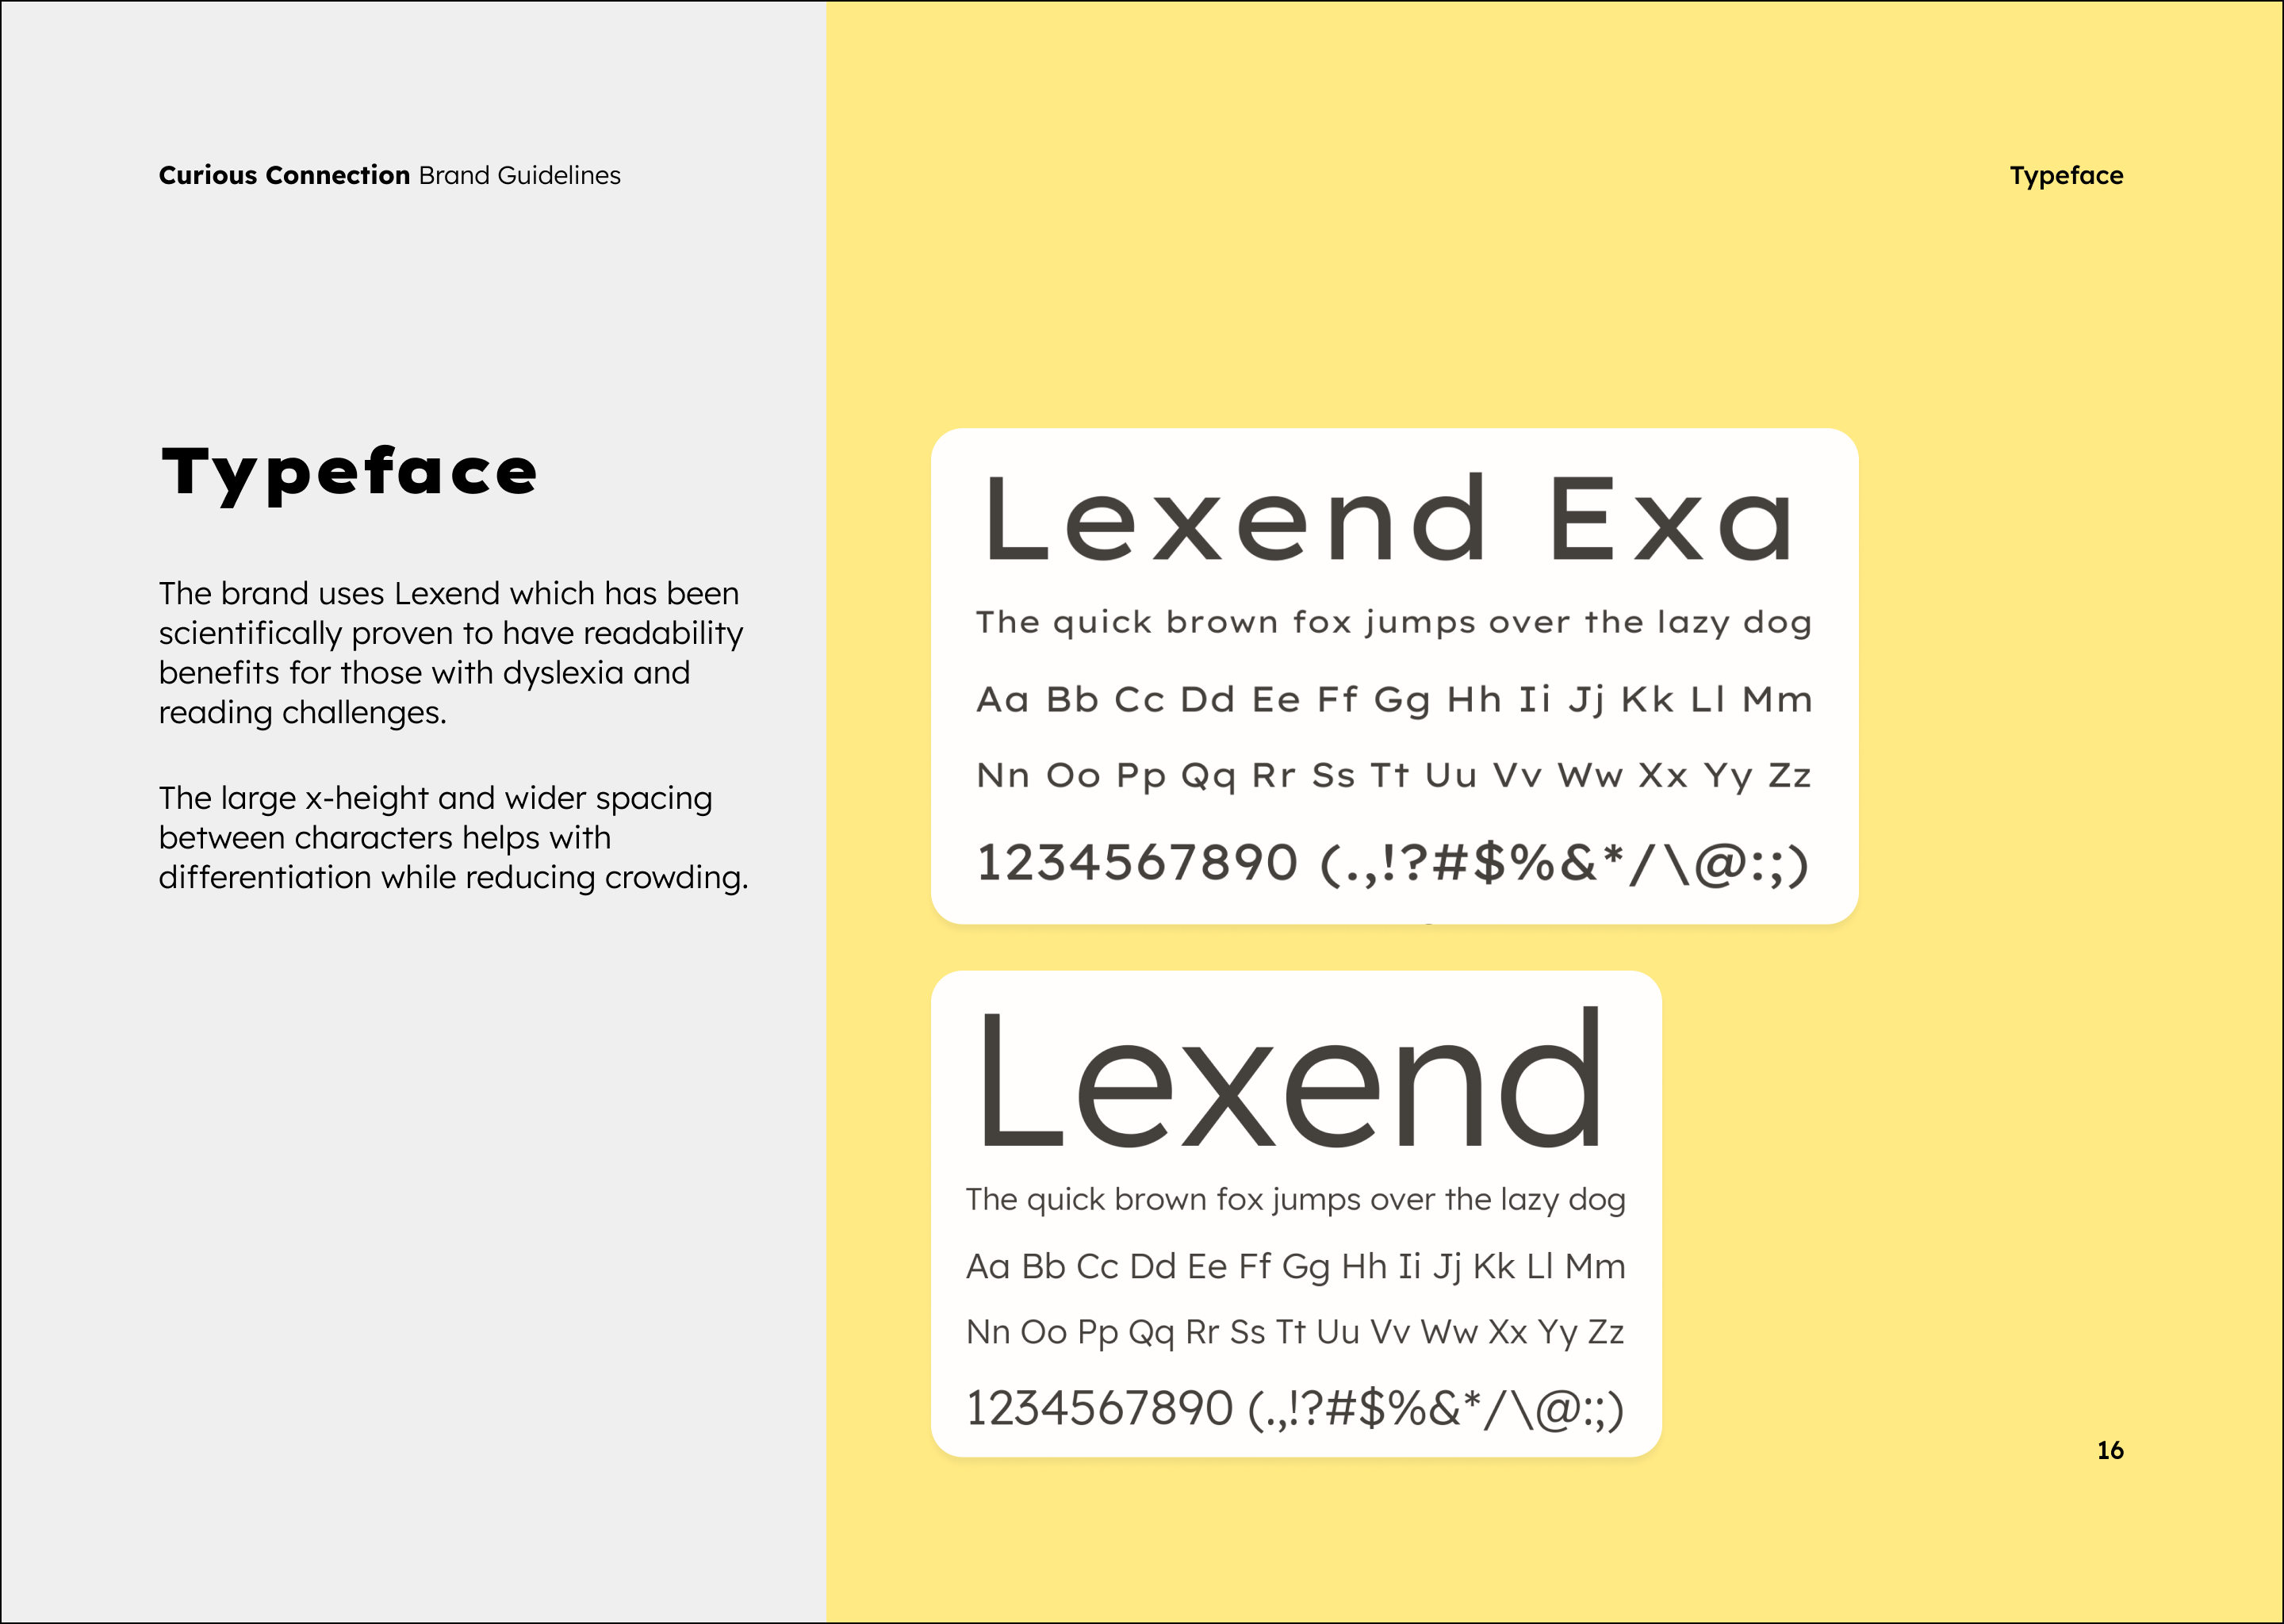 Curious Connection Brand Guidelines
Typeface
Typeface
The brand uses Lexend which has been
scientifically proven to have readability
benefits for those with dyslexia and
reading challenges.
The large x-height and wider spacing
between characters helps with
differentiation while reducing crowding.
Lexend Exa
The quick brown fox jumps over the lazy dog
Aa Bb Cc Dd Ee Ff Gg Hh Ii Jj Kk Ll Mm
Nn Oo Pp Qq Rr Ss Tt Uu Vv Ww Xx Yy Zz
1234567890 (.,!?#$%&*/\@:;)
Lexend
The quick brown fox jumps over the lazy dog
Aa Bb Cc Dd Ee Ff Gg Hh Ii Jj Kk Ll Mm
Nn Oo Pp Qq Rr Ss Tt Uu Vv Ww Xx Yy Zz
1234567890 (.,!?#$%&*/\@:;)
16